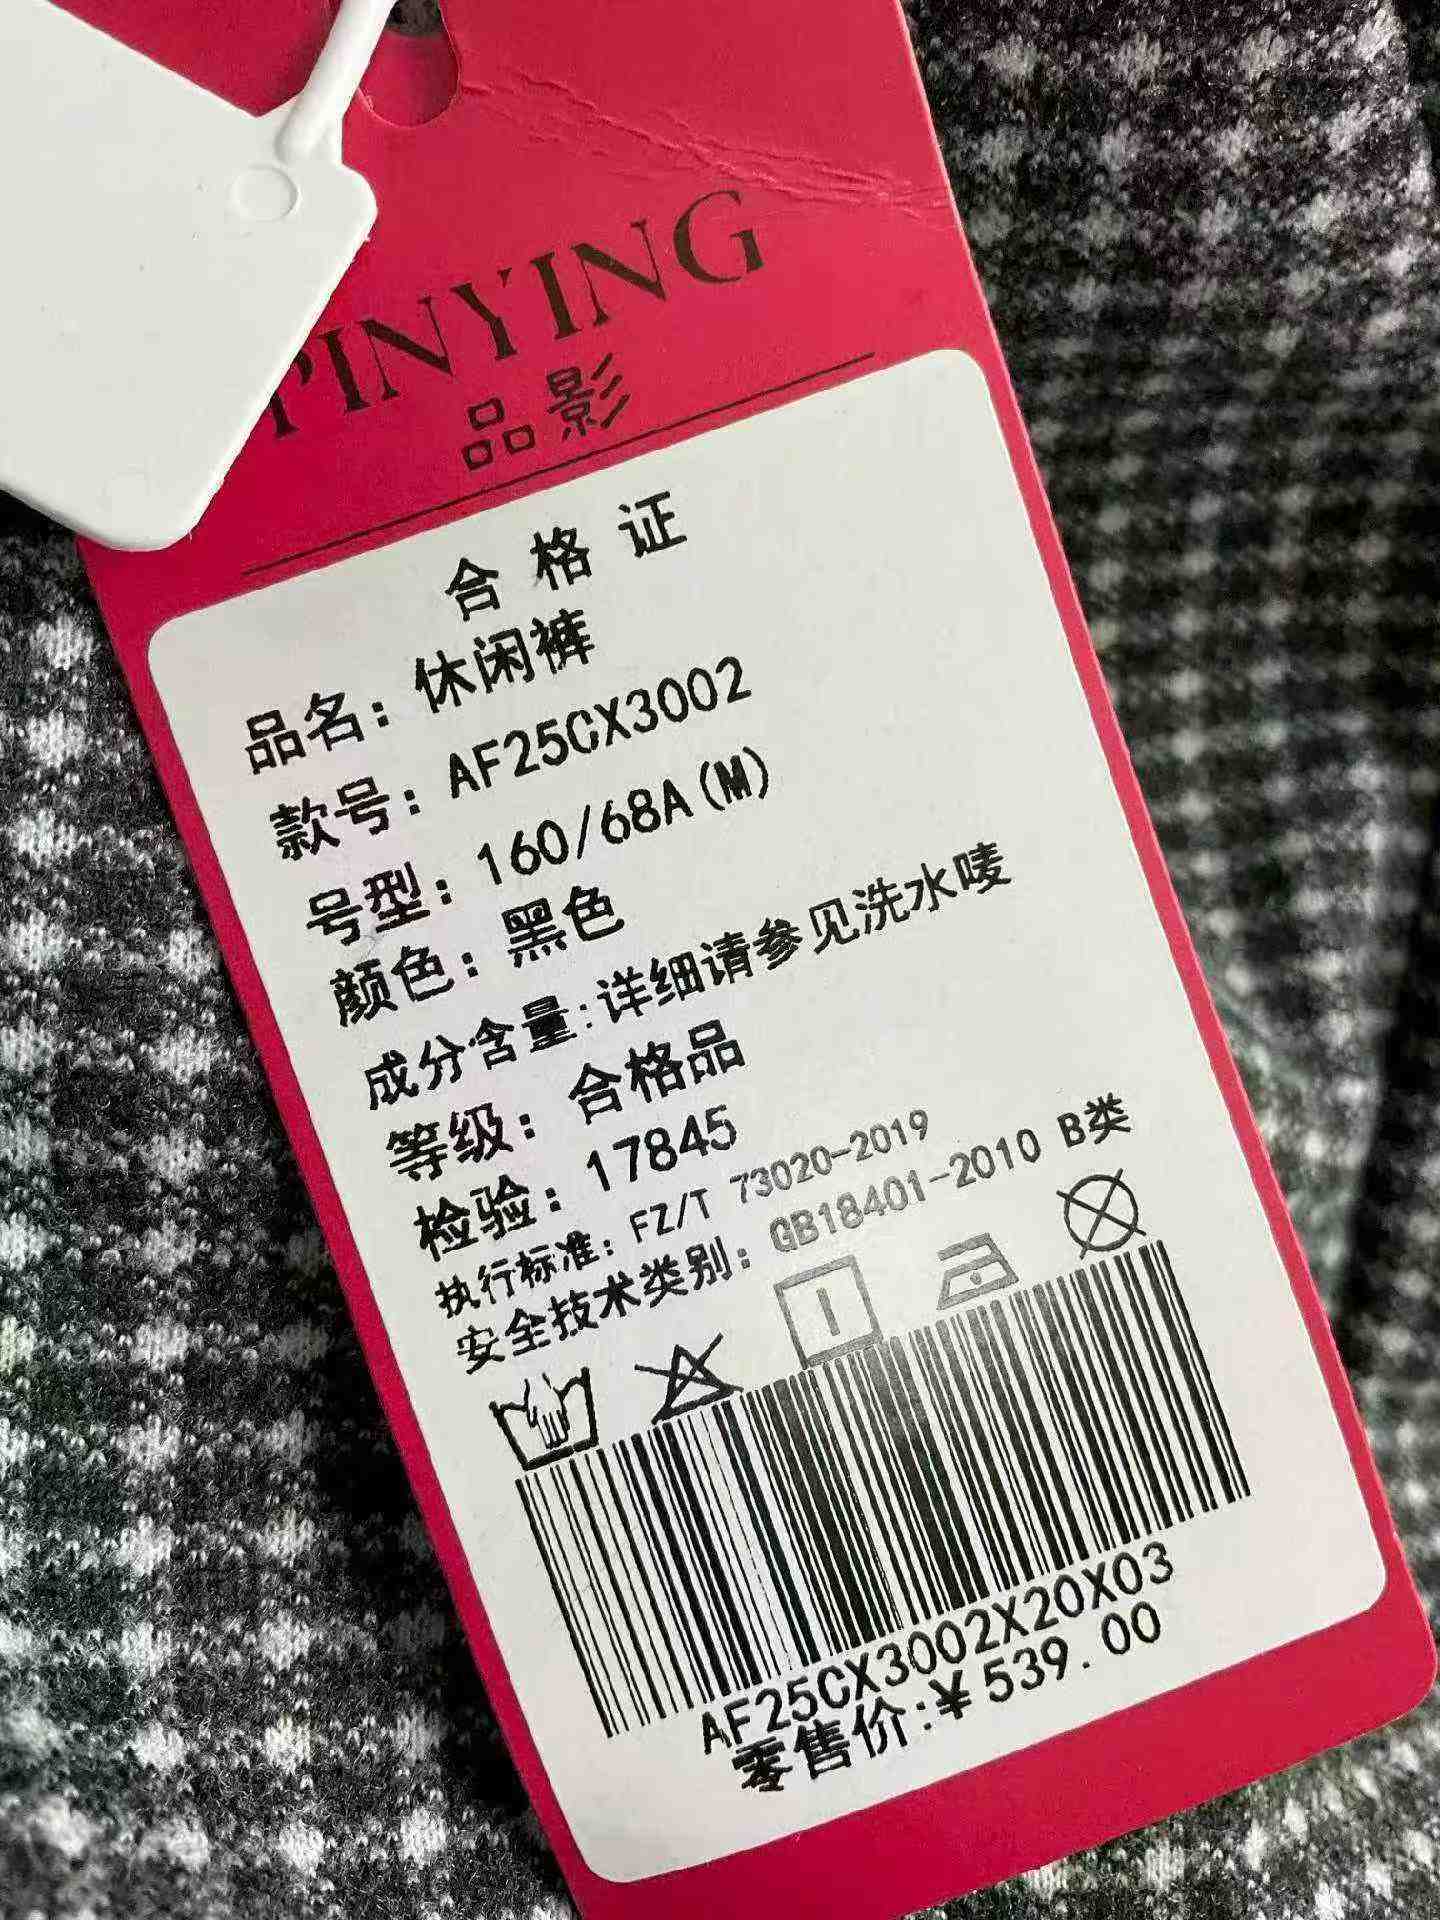 PINYING
品影
合格证
品名：休闲裤
款号：AF25CX3002
号型：160/68A(M)
颜色：黑色
成分含量:详细请参见洗水唛
等级：合格品
检验：17845
执行标准：FZ/T 73020-2019
安全技术类别：GB18401-2010 B类
AF25CX3002X20X03
零售价:¥539.00